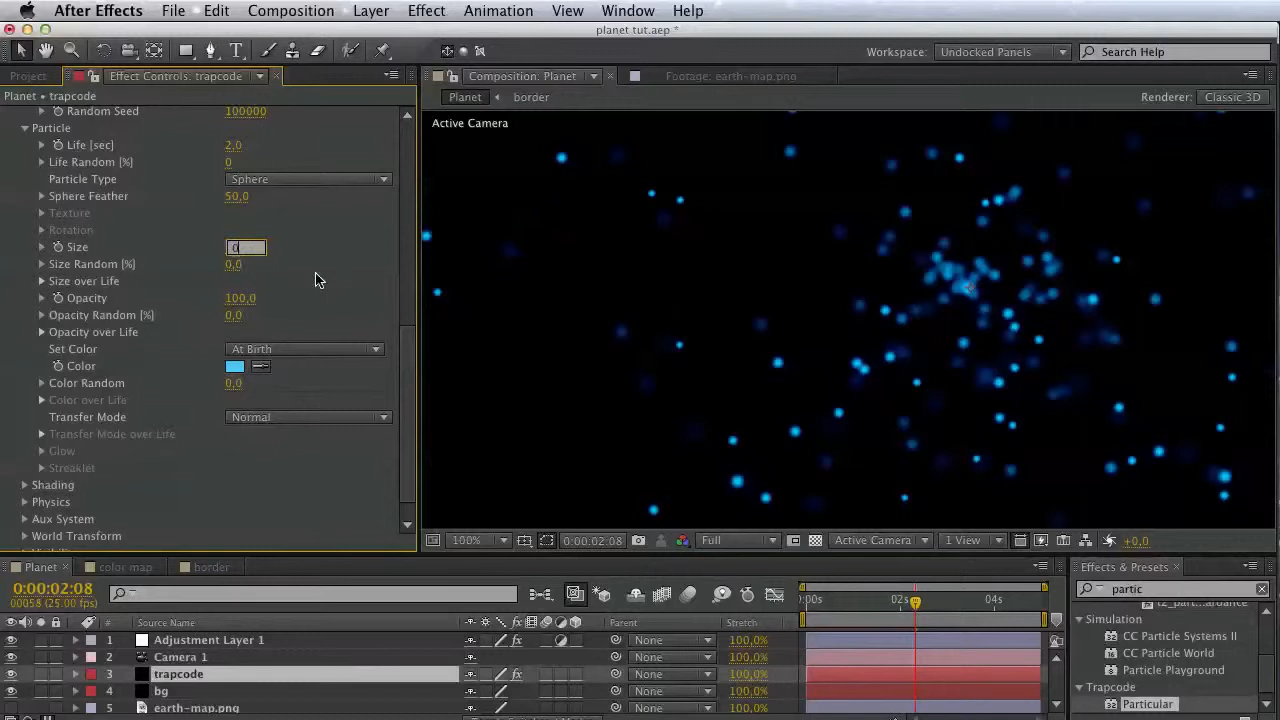 After Effects File Edit Composition Layer Effect Animation View Window Help
planet tut.aep *
Workspace: Undocked Panels Search Help
Project Effect Controls: trapcode Composition: Planet Footage: earth-map.png
Planet • trapcode
Planet border Renderer: Classic 3D
Active Camera
Random Seed 100000
Particle
Life [sec] 2,0
Life Random [%] 0
Particle Type Sphere
Sphere Feather 50,0
Texture
Rotation
Size 0
Size Random [%] 0,0
Size over Life
Opacity 100,0
Opacity Random [%] 0,0
Opacity over Life
Set Color At Birth
Color
Color Random 0,0
Color over Life
Transfer Mode Normal
Transfer Mode over Life
Glow
Streaklet
Shading
Physics
Aux System
World Transform
100% 0:00:02:08 Full Active Camera 1 View +0,0
Planet color map border
0:00:02:08
00058 (25.00 fps)
:00s 02s 04s
Source Name Parent Stretch
1 Adjustment Layer 1 None 100,0%
2 Camera 1 None 100,0%
3 trapcode None 100,0%
4 bg None 100,0%
5 earth-map.png None 100,0%
Effects & Presets
partic
Simulation
CC Particle Systems II
CC Particle World
Particle Playground
Trapcode
Particular